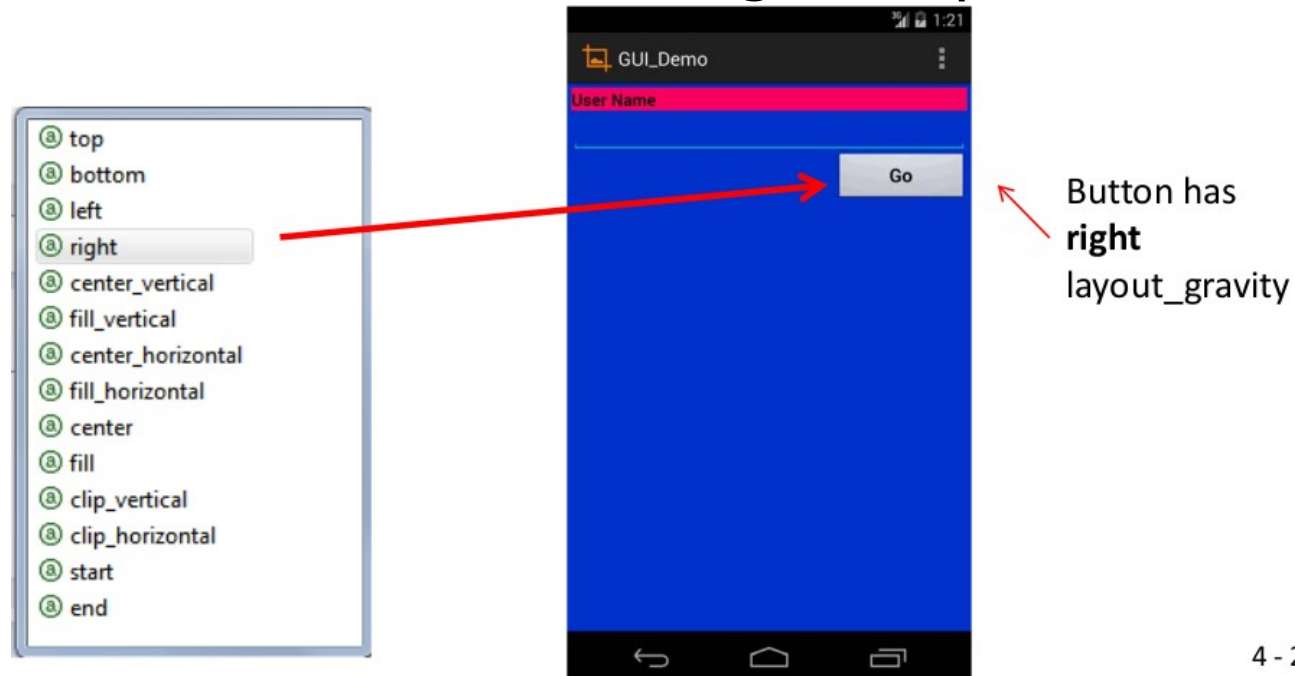 3G 1:21
GUI_Demo
User Name
Go
top
bottom
left
right
center_vertical
fill_vertical
center_horizontal
fill_horizontal
center
fill
clip_vertical
clip_horizontal
start
end
Button has
right
layout_gravity